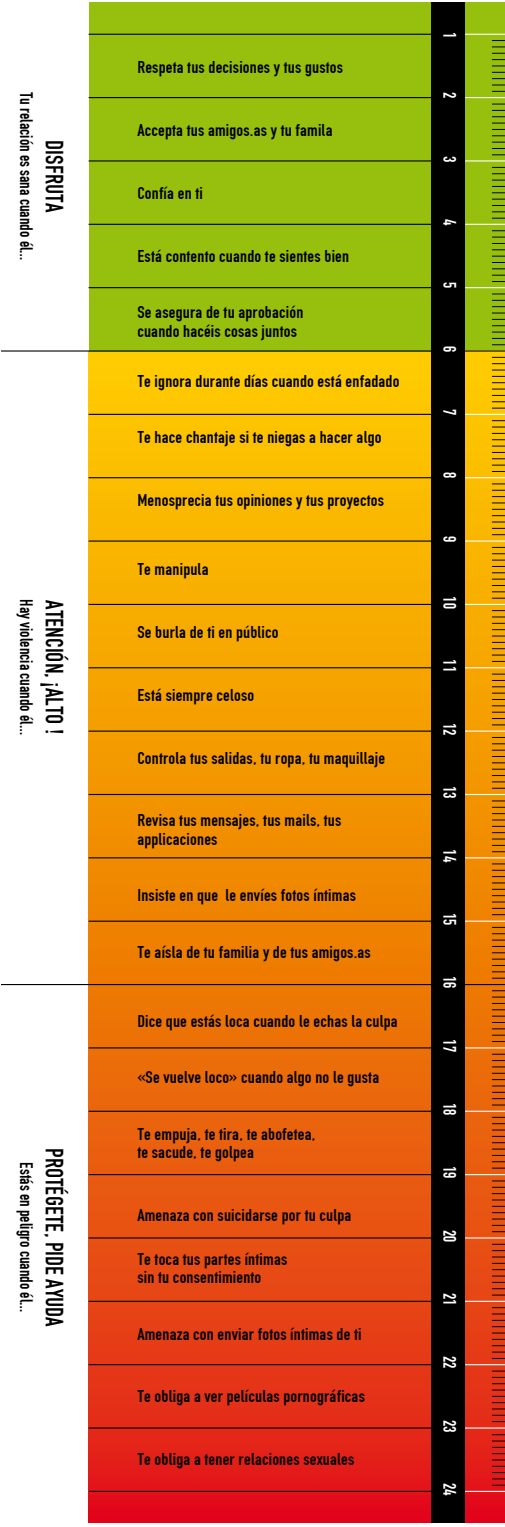 DISFRUTA
Tu relación es sana cuando él...
1
Respeta tus decisiones y tus gustos
2
Accepta tus amigos.as y tu famila
3
Confía en ti
4
Está contento cuando te sientes bien
5
Se asegura de tu aprobación
cuando hacéis cosas juntos
6
ATENCIÓN, ¡ALTO !
Hay violencia cuando él...
Te ignora durante días cuando está enfadado
7
Te hace chantaje si te niegas a hacer algo
8
Menosprecia tus opiniones y tus proyectos
9
Te manipula
10
Se burla de ti en público
11
Está siempre celoso
12
Controla tus salidas, tu ropa, tu maquillaje
13
Revisa tus mensajes, tus mails, tus
applicaciones
14
Insiste en que le envíes fotos íntimas
15
Te aísla de tu familia y de tus amigos.as
16
PROTÉGETE, PIDE AYUDA
Estás en peligro cuando él...
Dice que estás loca cuando le echas la culpa
17
«Se vuelve loco» cuando algo no le gusta
18
Te empuja, te tira, te abofetea,
te sacude, te golpea
19
Amenaza con suicidarse por tu culpa
20
Te toca tus partes íntimas
sin tu consentimiento
21
Amenaza con enviar fotos íntimas de ti
22
Te obliga a ver películas pornográficas
23
Te obliga a tener relaciones sexuales
24